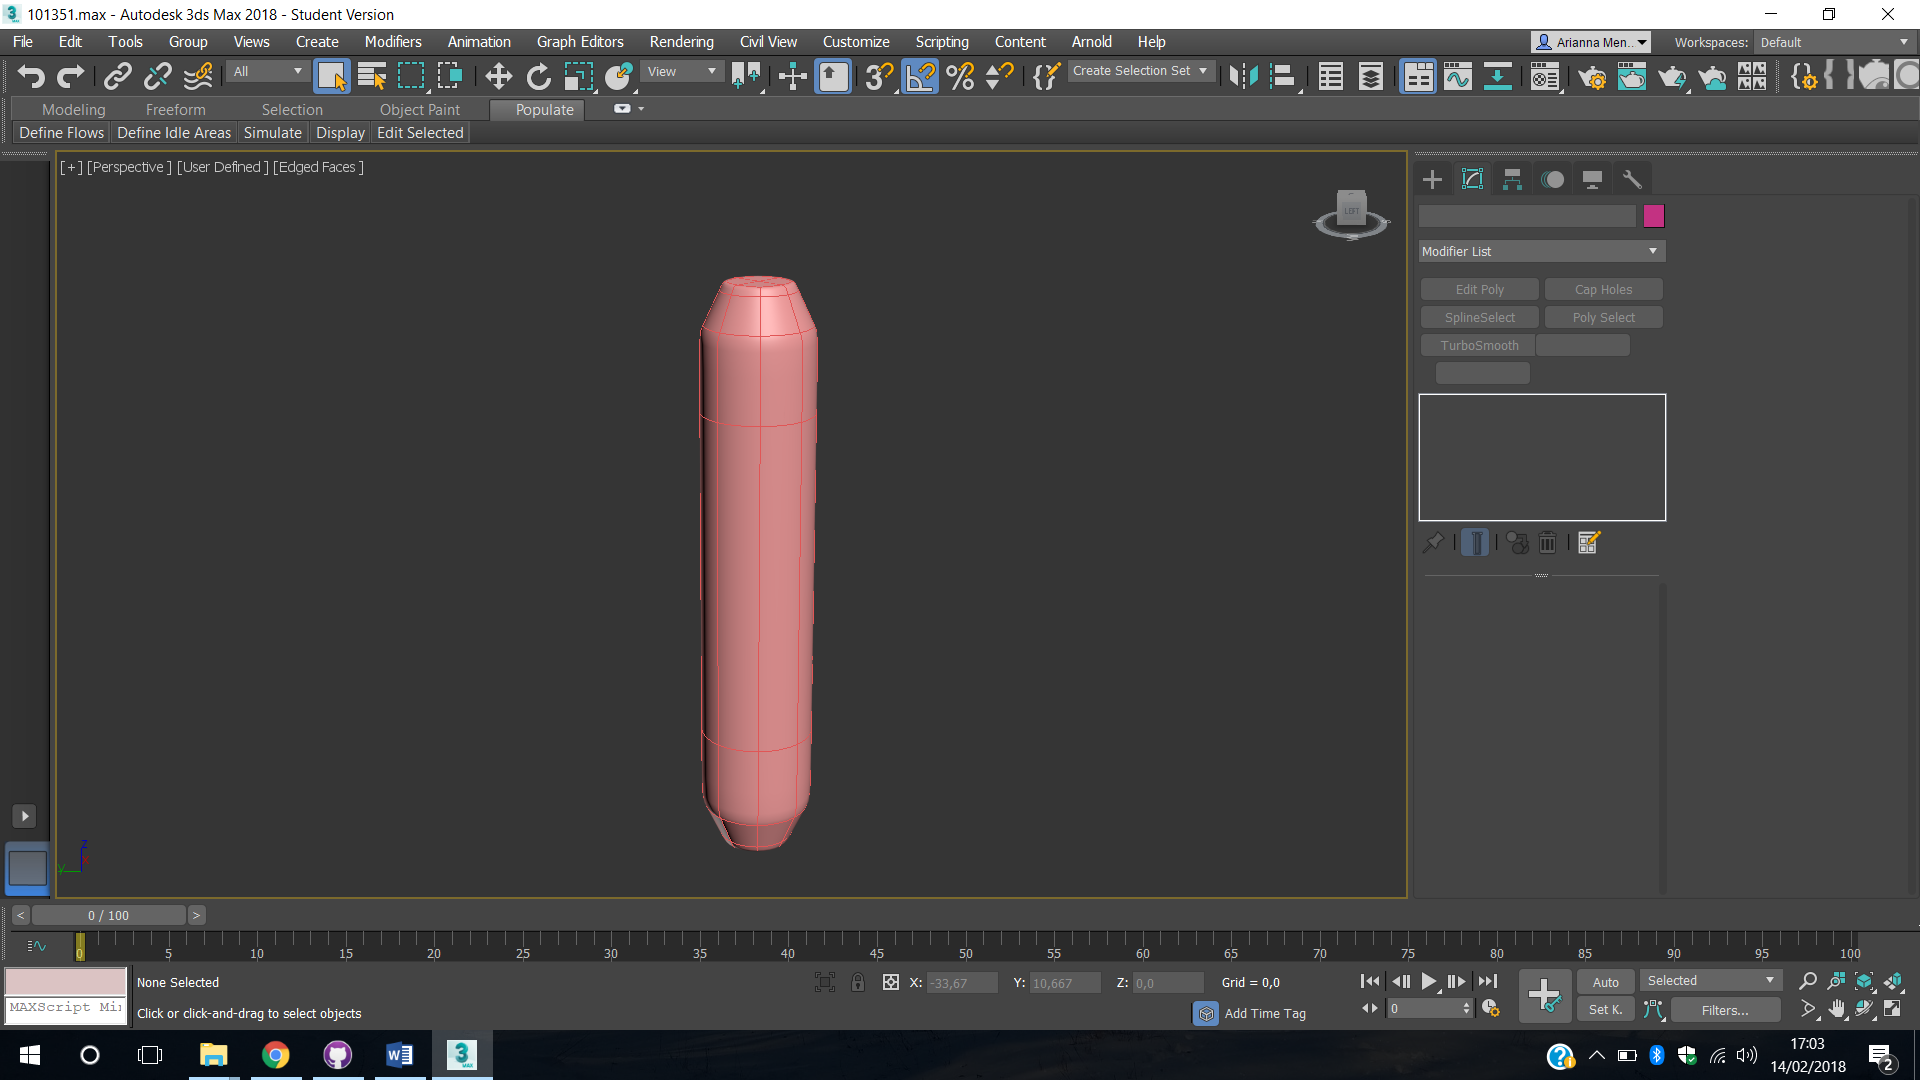 101351.max - Autodesk 3ds Max 2018 - Student Version
File Edit Tools Group Views Create Modifiers Animation Graph Editors Rendering Civil View Customize Scripting Content Arnold Help
Arianna Men... Workspaces: Default
All View Create Selection Set
Modeling Freeform Selection Object Paint Populate
Define Flows Define Idle Areas Simulate Display Edit Selected
[+] [Perspective] [User Defined] [Edged Faces]
LEFT
Modifier List
Edit Poly Cap Holes
SplineSelect Poly Select
TurboSmooth
z
x
y
< 0 / 100 >
0 5 10 15 20 25 30 35 40 45 50 55 60 65 70 75 80 85 90 95 100
None Selected X: -33,67 Y: 10,667 Z: 0,0 Grid = 0,0 Auto Selected
MAXScript Mi
Click or click-and-drag to select objects Add Time Tag 0 Set K. Filters...
17:03
14/02/2018
2